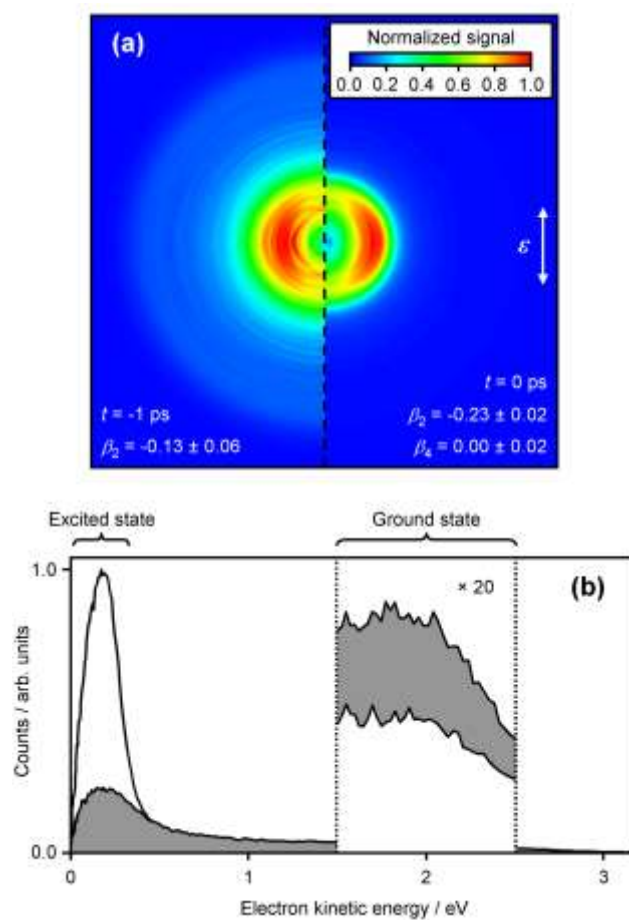 (a)
Normalized signal
0.0 0.2 0.4 0.6 0.8 1.0
ε
t = -1 ps
β2 = -0.13 ± 0.06
t = 0 ps
β2 = -0.23 ± 0.02
β4 = 0.00 ± 0.02
Excited state
Ground state
(b)
× 20
1.0
0.0
Counts / arb. units
0 1 2 3
Electron kinetic energy / eV